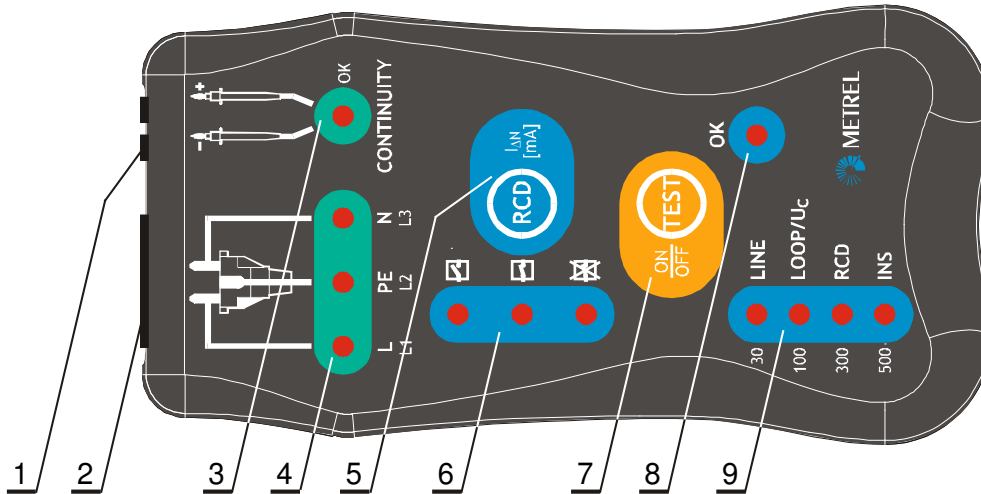 +
-
OK
CONTINUITY
N
L3
PE
L2
L
L1
IΔN
[mA]
RCD
TEST
ON
OFF
OK
METREL
LINE
LOOP/UC
RCD
INS
30
100
300
500
1
2
3
4
5
6
7
8
9